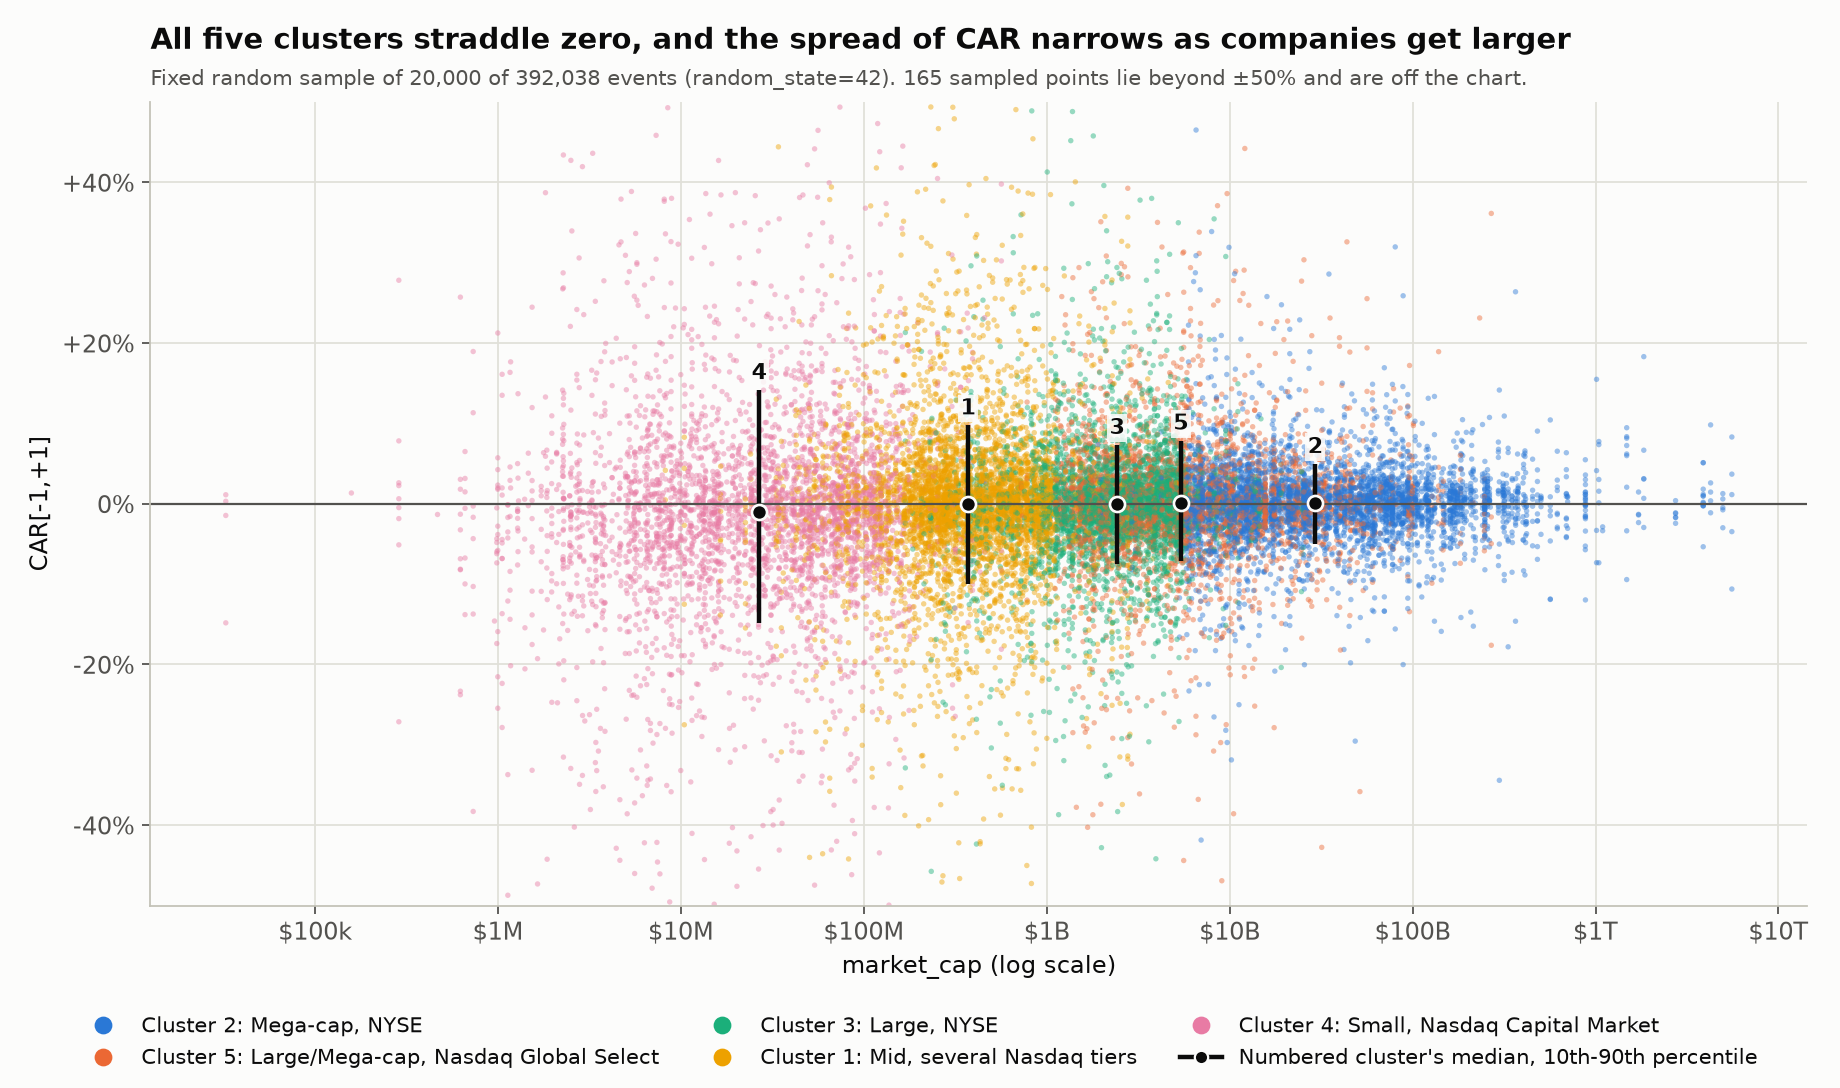 All five clusters straddle zero, and the spread of CAR narrows as companies get larger
Fixed random sample of 20,000 of 392,038 events (random_state=42). 165 sampled points lie beyond ±50% and are off the chart.
+40%
+20%
0%
-20%
-40%
CAR[-1,+1]
4
1
3
5
2
$100k
$1M
$10M
$100M
$1B
$10B
$100B
$1T
$10T
market_cap (log scale)
Cluster 2: Mega-cap, NYSE
Cluster 5: Large/Mega-cap, Nasdaq Global Select
Cluster 3: Large, NYSE
Cluster 1: Mid, several Nasdaq tiers
Cluster 4: Small, Nasdaq Capital Market
Numbered cluster's median, 10th-90th percentile